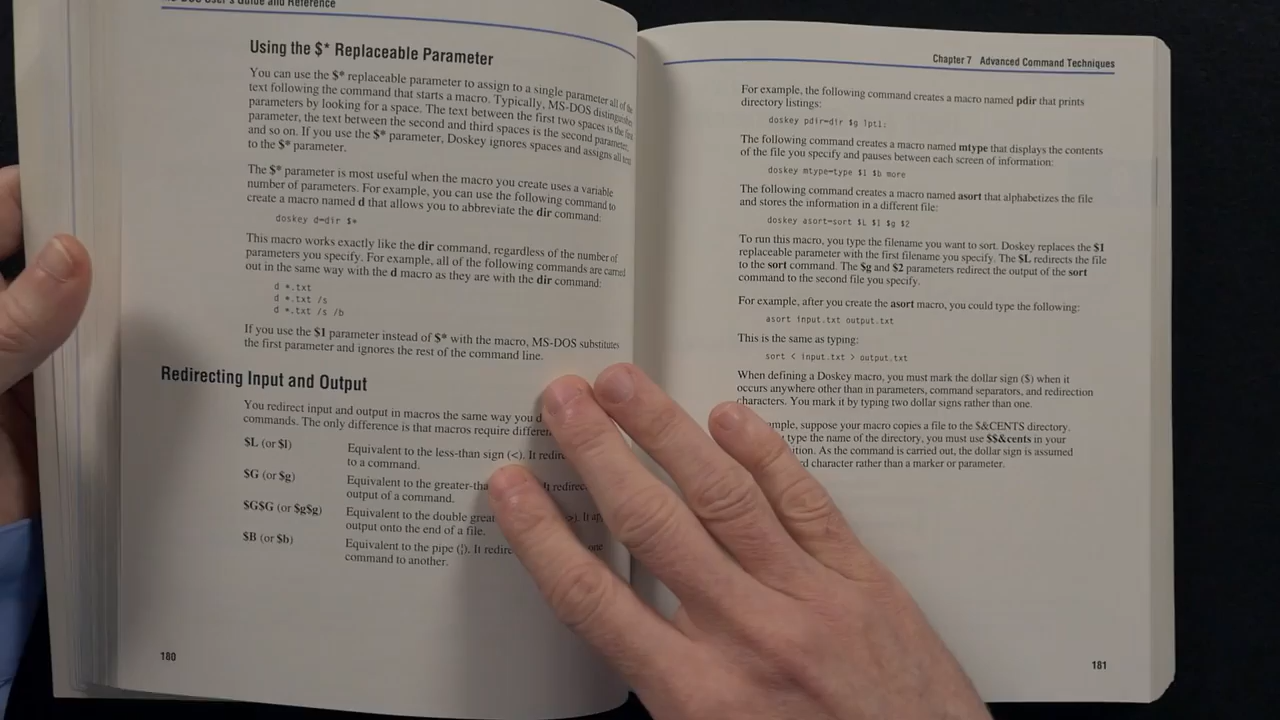 User's Guide and Reference
Using the $* Replaceable Parameter
You can use the $* replaceable parameter to assign to a single parameter all of the
text following the command that starts a macro. Typically, MS-DOS distinguishes
parameters by looking for a space. The text between the first two spaces is the first
parameter, the text between the second and third spaces is the second parameter,
and so on. If you use the $* parameter, Doskey ignores spaces and assigns all text
to the $* parameter.
The $* parameter is most useful when the macro you create uses a variable
number of parameters. For example, you can use the following command to
create a macro named d that allows you to abbreviate the dir command:
doskey d=dir $*
This macro works exactly like the dir command, regardless of the number of
parameters you specify. For example, all of the following commands are carried
out in the same way with the d macro as they are with the dir command:
d *.txt
d *.txt /s
d *.txt /s /b
If you use the $1 parameter instead of $* with the macro, MS-DOS substitutes
the first parameter and ignores the rest of the command line.
Redirecting Input and Output
You redirect input and output in macros the same way you
commands. The only difference is that macros require
$L (or $l) Equivalent to the less-than sign (<). It
to a command.
$G (or $g) Equivalent to the
output of a command.
$G$G (or $g$g) Equivalent to the double
output onto the end of a file.
$B (or $b) Equivalent to the pipe (¦). It one
command to another.
180
Chapter 7 Advanced Command Techniques
For example, the following command creates a macro named pdir that prints
directory listings:
doskey pdir=dir $g lpt1:
The following command creates a macro named mtype that displays the contents
of the file you specify and pauses between each screen of information:
doskey mtype=type $1 $b more
The following command creates a macro named asort that alphabetizes the file
and stores the information in a different file:
doskey asort=sort $L $1 $g $2
To run this macro, you type the filename you want to sort. Doskey replaces the $1
replaceable parameter with the first filename you specify. The $L redirects the file
to the sort command. The $g and $2 parameters redirect the output of the sort
command to the second file you specify.
For example, after you create the asort macro, you could type the following:
asort input.txt output.txt
This is the same as typing:
sort < input.txt > output.txt
When defining a Doskey macro, you must mark the dollar sign ($) when it
occurs anywhere other than in parameters, command separators, and redirection
characters. You mark it by typing two dollar signs rather than one.
suppose your macro copies a file to the $&CENTS directory.
type the name of the directory, you must use $$&cents in your
As the command is carried out, the dollar sign is assumed
character rather than a marker or parameter.
181